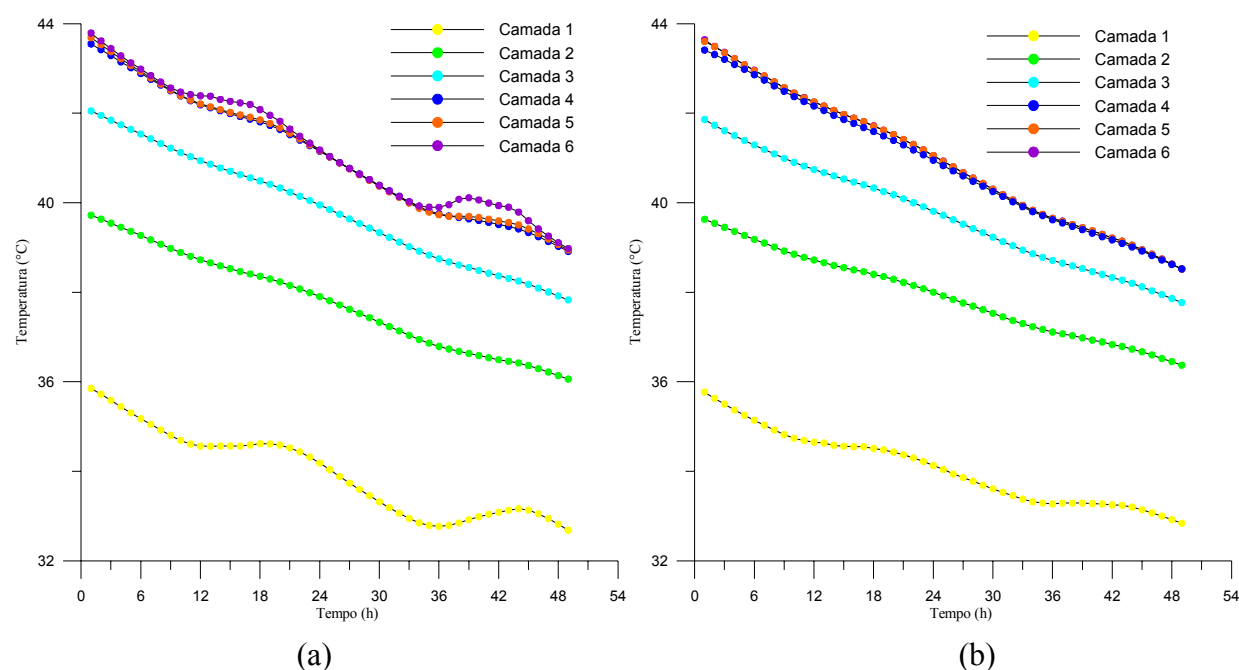 44
40
36
32
Temperatura (°C)
Camada 1
Camada 2
Camada 3
Camada 4
Camada 5
Camada 6
0 6 12 18 24 30 36 42 48 54
Tempo (h)
(a)
44
40
36
32
Temperatura (°C)
Camada 1
Camada 2
Camada 3
Camada 4
Camada 5
Camada 6
0 6 12 18 24 30 36 42 48 54
Tempo (h)
(b)